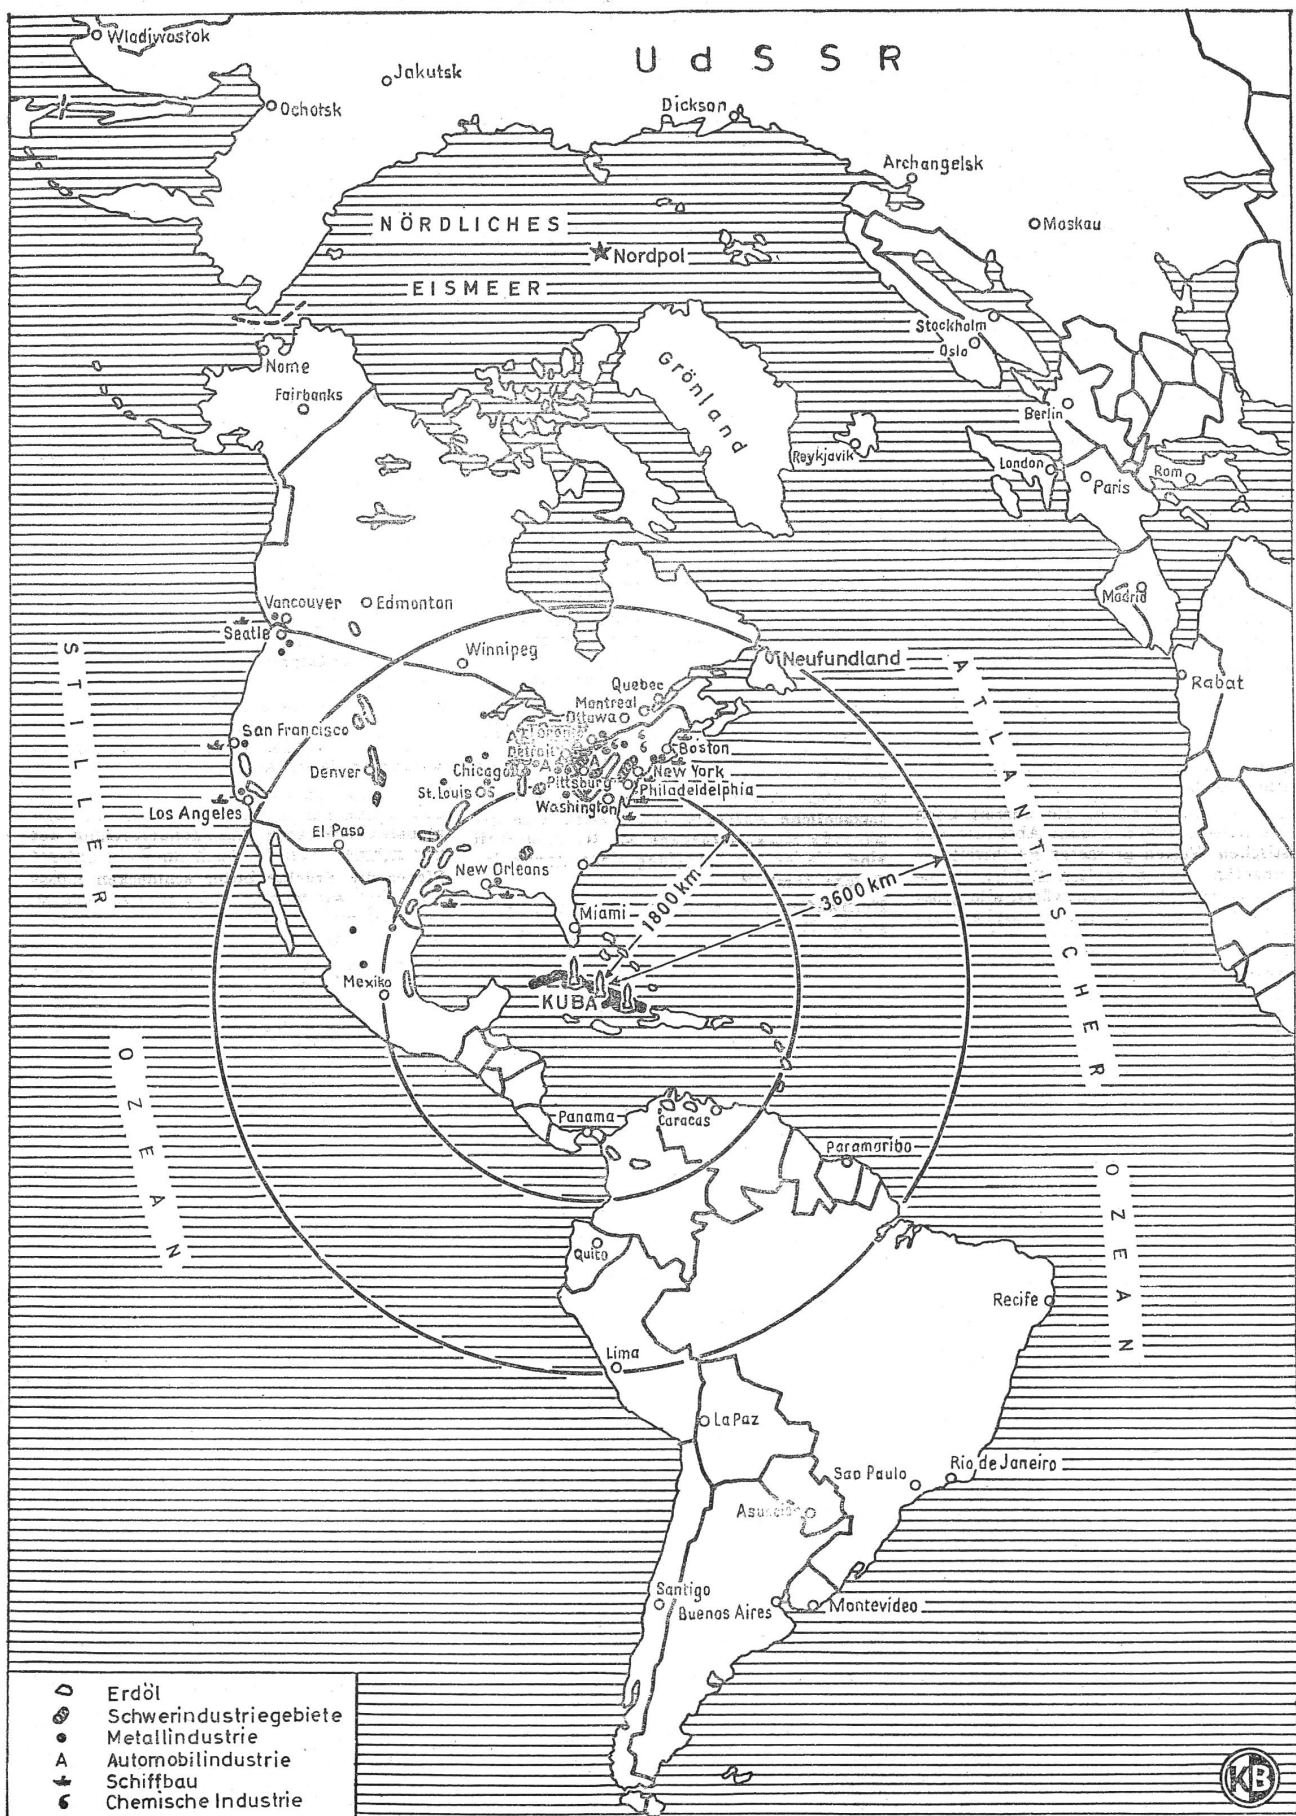 UdSSR
Wladiwostok
Jakutsk
Ochotsk
Dickson
Archangelsk
Moskau
NÖRDLICHES
Nordpol
EISMEER
Stockholm
Oslo
Grönland
Nome
Fairbanks
Berlin
Reykjavik
London
Paris
Rom
Madrid
Vancouver
Edmonton
Seatle
Winnipeg
Neufundland
Rabat
Quebec
Montreal
Ottawa
Toronto
San Francisco
Detroit
Boston
Denver
Chicago
New York
St. Louis
Pittsburg
Philadeldelphia
Washington
Los Angeles
El Paso
New Orleans
Miami
1800 km
3600 km
STILLER
OZEAN
ATLANTISCHER
OZEAN
Mexiko
KUBA
Panama
Caracas
Paramaribo
Quito
Recife
Lima
La Paz
Sao Paulo
Rio de Janeiro
Santigo
Buenos Aires
Montevideo
Erdöl
Schwerindustriegebiete
Metallindustrie
A Automobilindustrie
Schiffbau
Chemische Industrie
KB